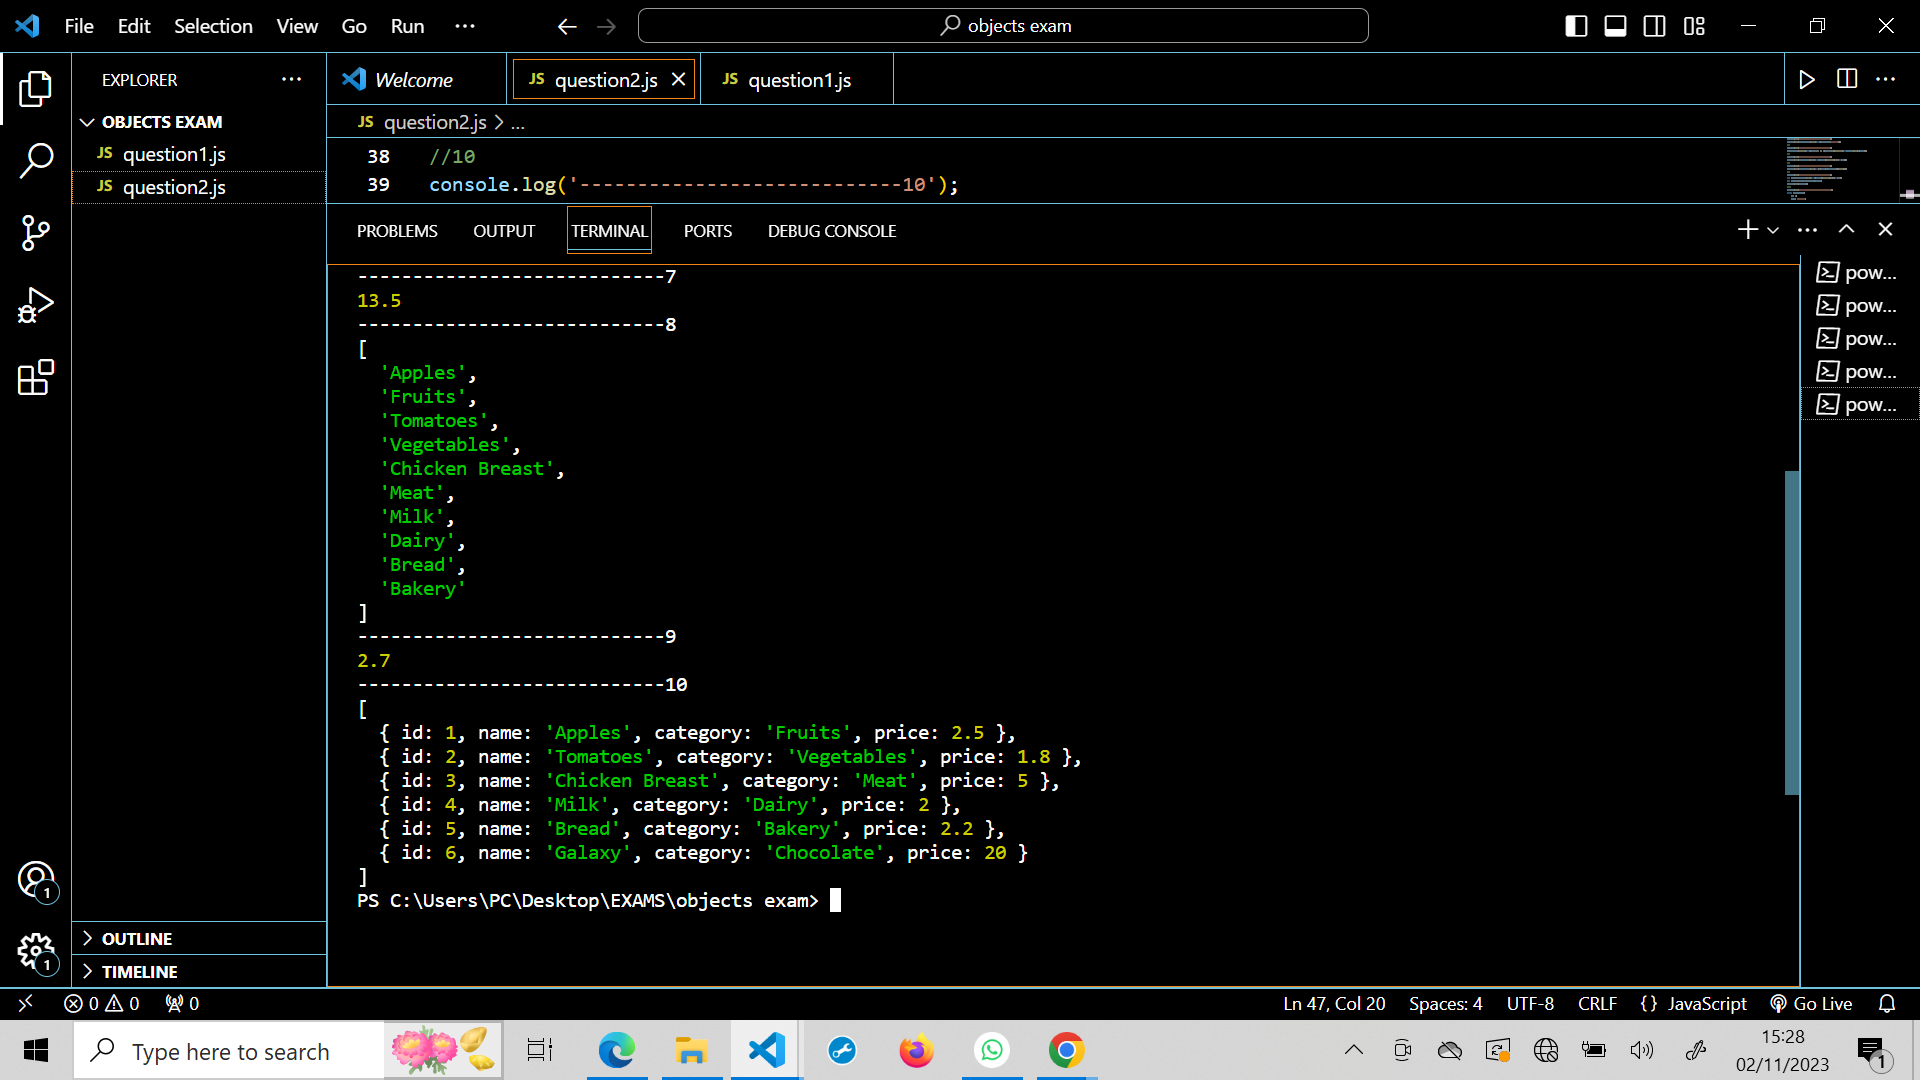 File Edit Selection View Go Run ··· objects exam
EXPLORER ···
OBJECTS EXAM
JS question1.js
JS question2.js
OUTLINE
TIMELINE
Welcome JS question2.js JS question1.js
JS question2.js > ...
38 //10
39 console.log('----------------------------10');
PROBLEMS OUTPUT TERMINAL PORTS DEBUG CONSOLE
----------------------------7
13.5
----------------------------8
[
  'Apples',
  'Fruits',
  'Tomatoes',
  'Vegetables',
  'Chicken Breast',
  'Meat',
  'Milk',
  'Dairy',
  'Bread',
  'Bakery'
]
----------------------------9
2.7
----------------------------10
[
  { id: 1, name: 'Apples', category: 'Fruits', price: 2.5 },
  { id: 2, name: 'Tomatoes', category: 'Vegetables', price: 1.8 },
  { id: 3, name: 'Chicken Breast', category: 'Meat', price: 5 },
  { id: 4, name: 'Milk', category: 'Dairy', price: 2 },
  { id: 5, name: 'Bread', category: 'Bakery', price: 2.2 },
  { id: 6, name: 'Galaxy', category: 'Chocolate', price: 20 }
]
PS C:\Users\PC\Desktop\EXAMS\objects exam>
pow...
pow...
pow...
pow...
pow...
1
1
0 0 0 Ln 47, Col 20 Spaces: 4 UTF-8 CRLF {} JavaScript Go Live
Type here to search
15:28
02/11/2023
1